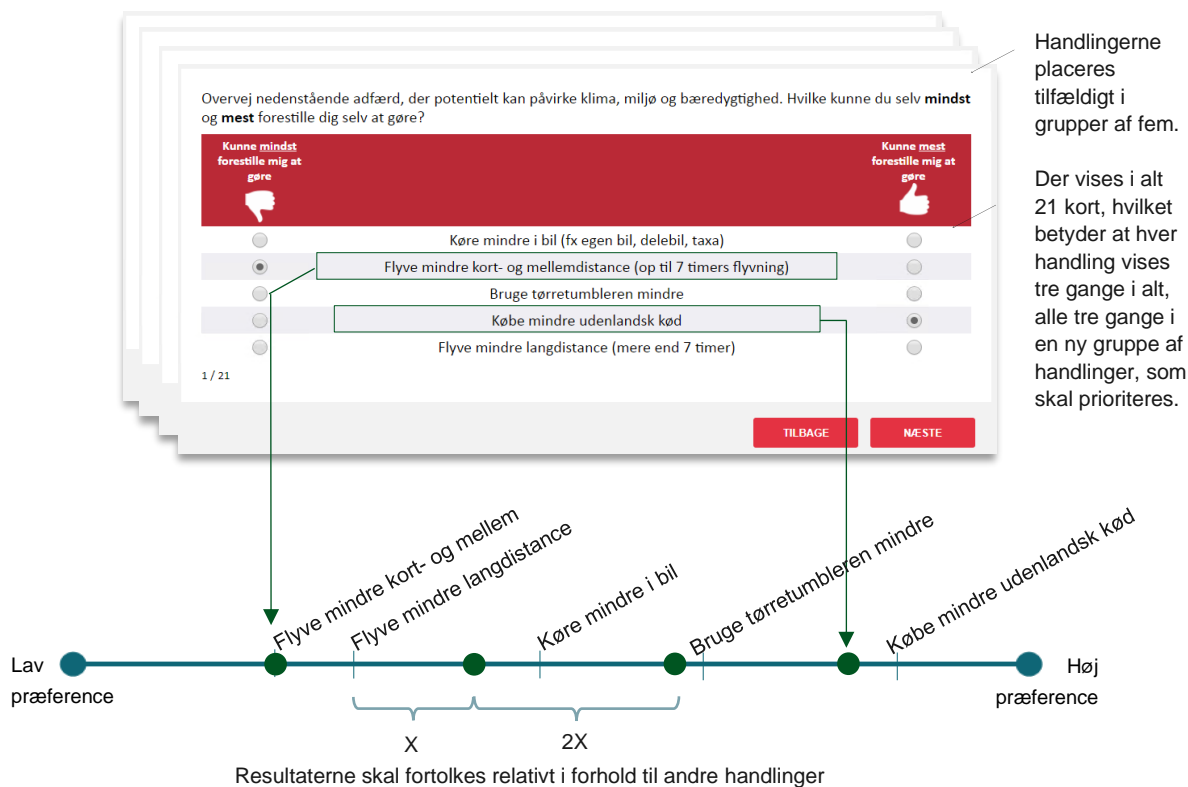 Overvej nedenstående adfærd, der potentielt kan påvirke klima, miljø og bæredygtighed. Hvilke kunne du selv mindst
og mest forestille dig selv at gøre?
Kunne mindst
forestille mig at
gøre
Kunne mest
forestille mig at
gøre
Køre mindre i bil (fx egen bil, delebil, taxa)
Flyve mindre kort- og mellemdistance (op til 7 timers flyvning)
Bruge tørretumbleren mindre
Købe mindre udenlandsk kød
Flyve mindre langdistance (mere end 7 timer)
1 / 21
TILBAGE
NÆSTE
Handlingerne
placeres
tilfældigt i
grupper af fem.
Der vises i alt
21 kort, hvilket
betyder at hver
handling vises
tre gange i alt,
alle tre gange i
en ny gruppe af
handlinger, som
skal prioriteres.
Flyve mindre kort- og mellem
Flyve mindre langdistance
Køre mindre i bil
Bruge tørretumbleren mindre
Købe mindre udenlandsk kød
Lav
præference
Høj
præference
X
2X
Resultaterne skal fortolkes relativt i forhold til andre handlinger